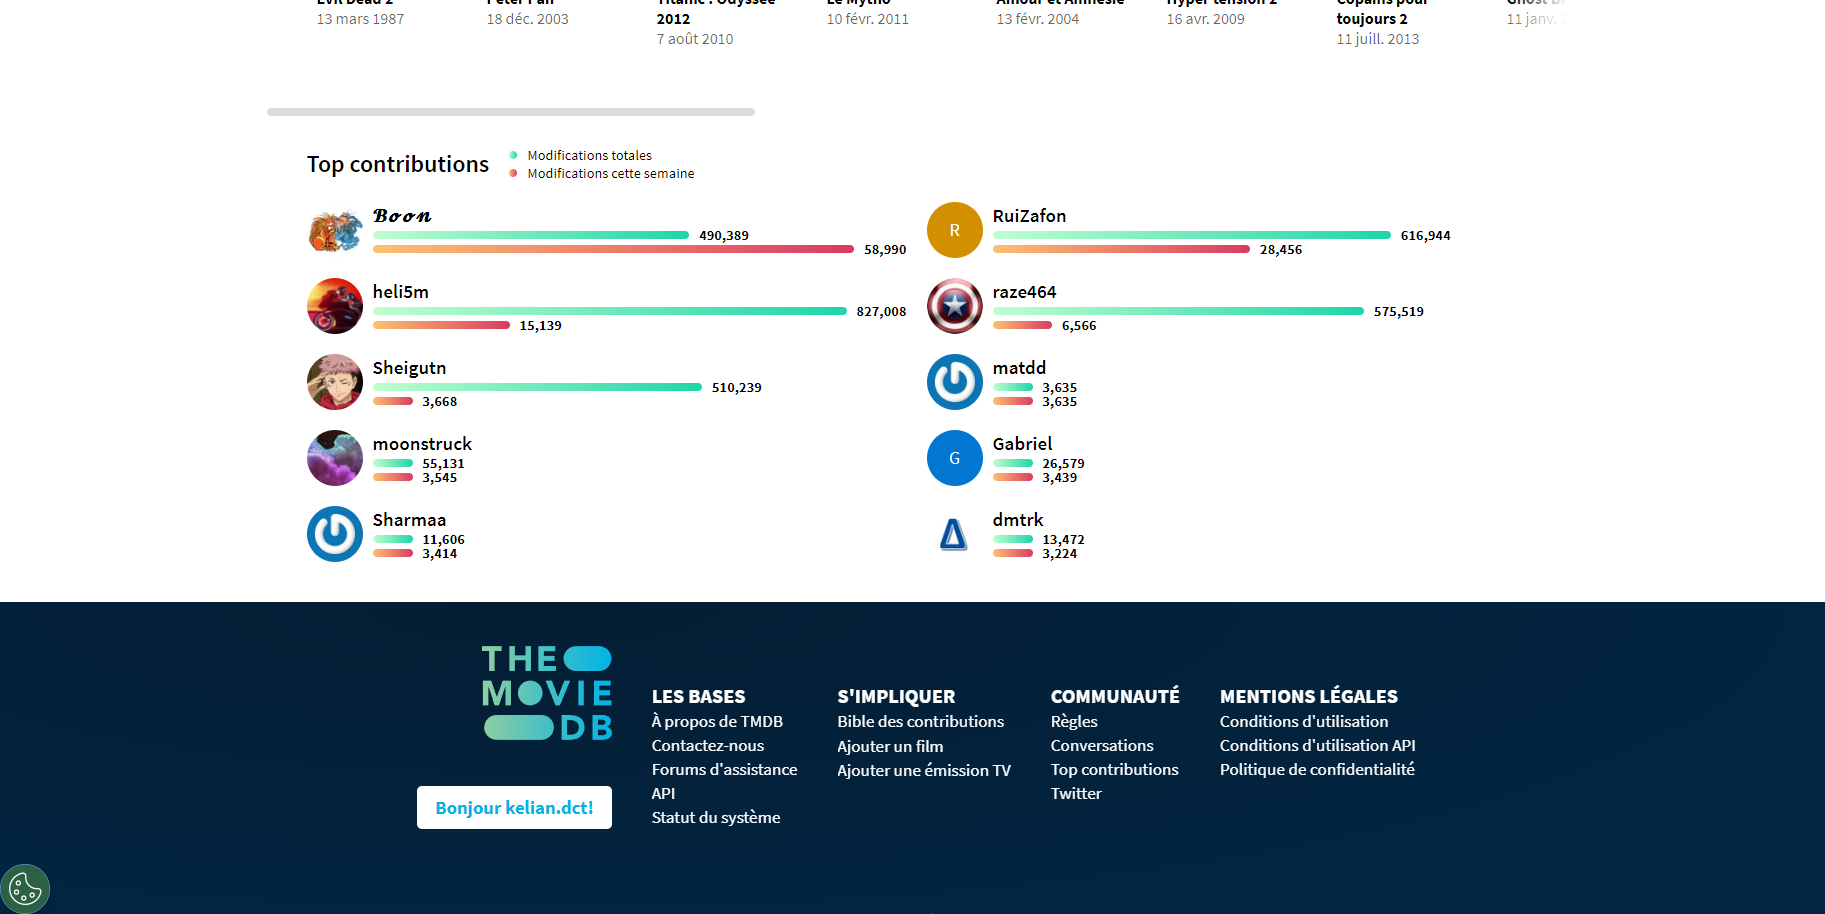 Evil Dead 2
13 mars 1987
Peter Pan
18 déc. 2003
Titanic : Odyssée
2012
7 août 2010
Le Mytho
10 févr. 2011
Amour et Amnésie
13 févr. 2004
Hyper tension 2
16 avr. 2009
Copains pour
toujours 2
11 juill. 2013
Ghost
11 janv.
Top contributions
Modifications totales
Modifications cette semaine
𝓑𝓸𝓸𝓷
490,389
58,990
RuiZafon
R
616,944
28,456
heli5m
827,008
15,139
raze464
575,519
6,566
Sheigutn
510,239
3,668
matdd
3,635
3,635
moonstruck
55,131
3,545
Gabriel
G
26,579
3,439
Sharmaa
11,606
3,414
dmtrk
13,472
3,224
THE
MOVIE
DB
Bonjour kelian.dct!
LES BASES
À propos de TMDB
Contactez-nous
Forums d'assistance
API
Statut du système
S'IMPLIQUER
Bible des contributions
Ajouter un film
Ajouter une émission TV
COMMUNAUTÉ
Règles
Conversations
Top contributions
Twitter
MENTIONS LÉGALES
Conditions d'utilisation
Conditions d'utilisation API
Politique de confidentialité